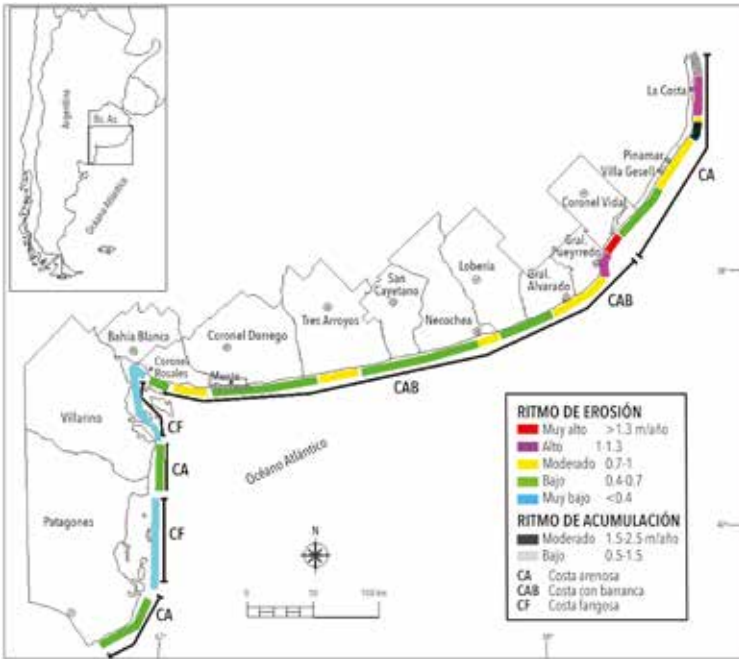 Argentina
Bs. As.
Océano Atlántico
La Costa
Pinamar
Villa Gesell
CA
Coronel Vidal
Gral.
Pueyrredo
38°
Lobería
San
Cayetano
Gral.
Alvarado
CAB
Tres Arroyos
Necochea
Bahía Blanca
Coronel Dorrego
Coronel
Rosales
Monte
CAB
Villarino
CF
Océano Atlántico
CA
Patagones
CF
N
CA
0 50 100 km
RITMO DE EROSIÓN
Muy alto >1.3 m/año
Alto 1-1.3
Moderado 0.7-1
Bajo 0.4-0.7
Muy bajo <0.4
RITMO DE ACUMULACIÓN
Moderado 1.5-2.5 m/año
Bajo 0.5-1.5
CA Costa arenosa
CAB Costa con barranca
CF Costa fangosa